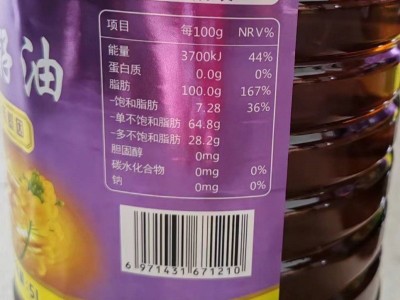 项目 每100g NRV%
能量 3700kJ 44%
蛋白质 0.0g 0%
脂肪 100.0g 167%
-饱和脂肪 7.28 36%
-单不饱和脂肪 64.8g
-多不饱和脂肪 28.2g
胆固醇 0mg
碳水化合物 0mg 0%
钠 0mg 0%
油
6 971431 671210